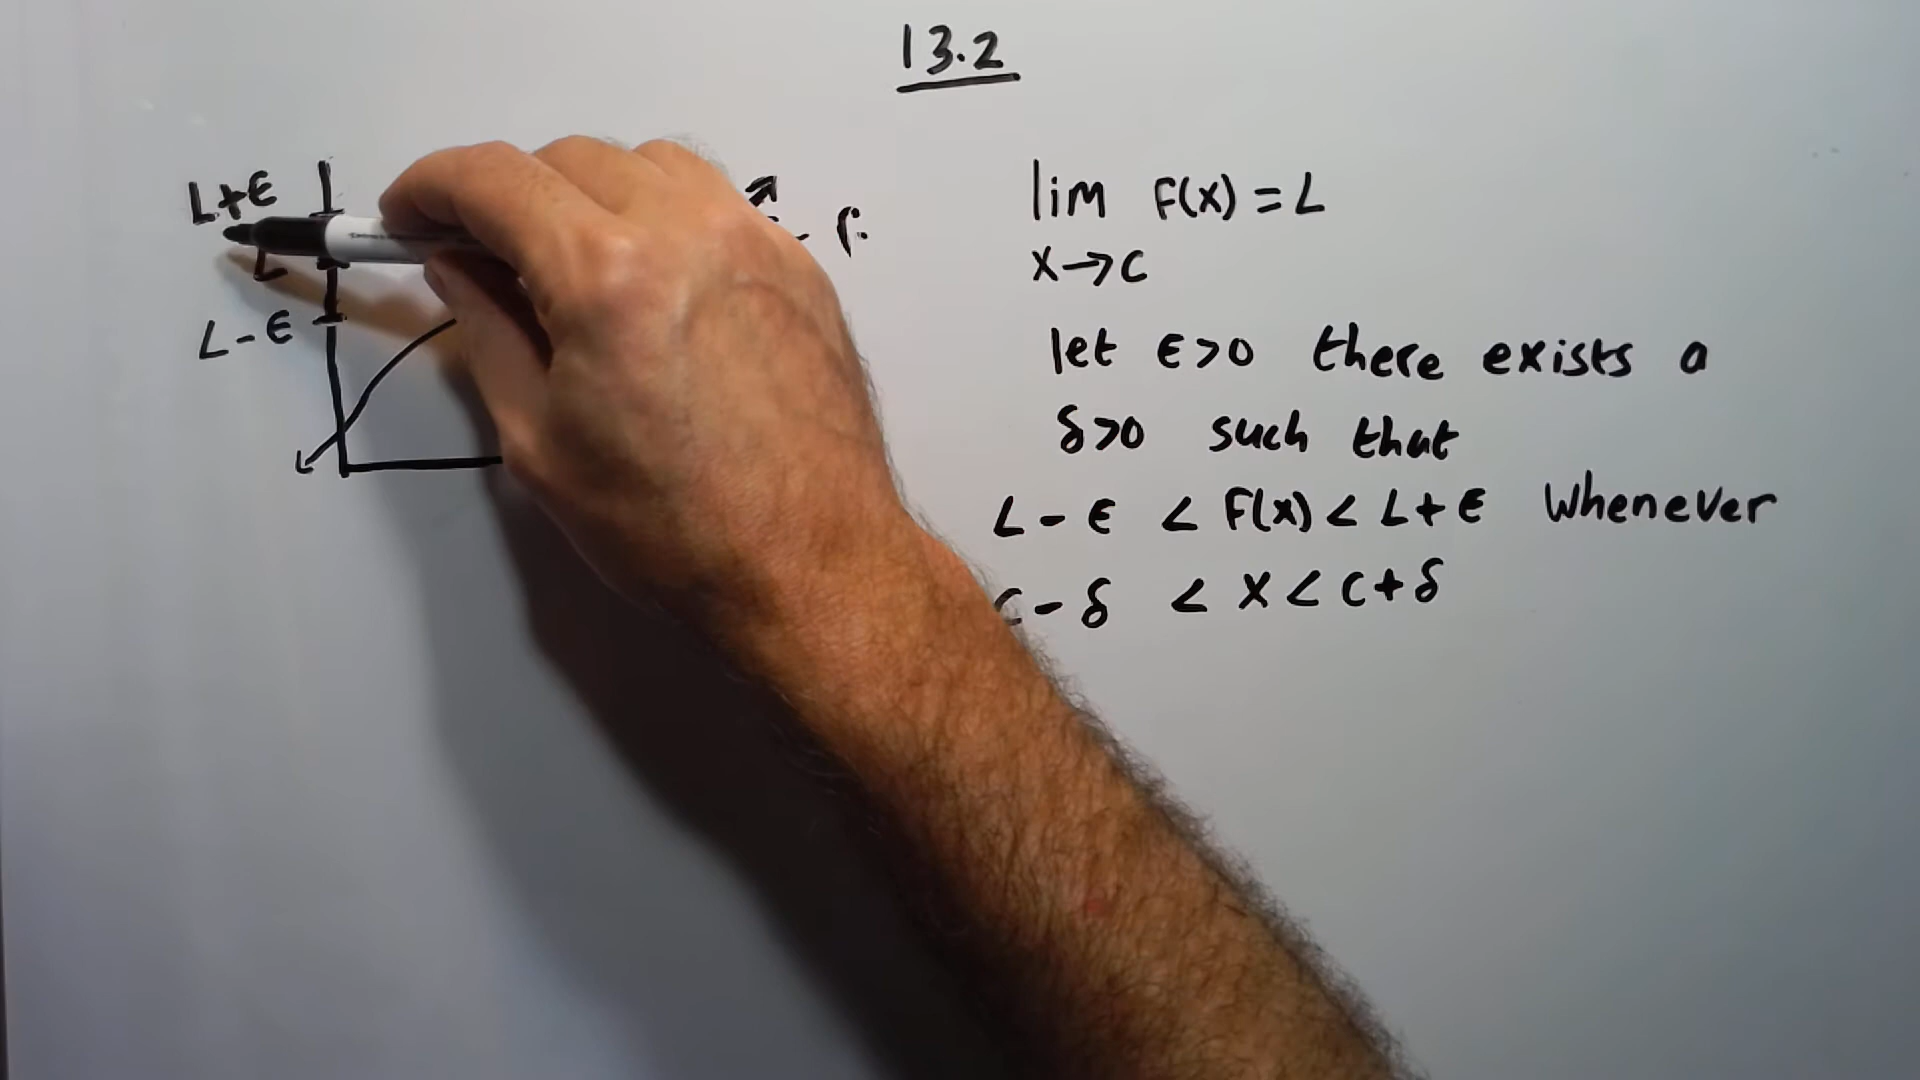 13.2
L+ϵ
L
L-ϵ
lim F(x) = L
x→c
let ϵ>0 there exists a
δ>0 such that
L-ϵ < F(x) < L+ϵ whenever
c-δ < x < c+δ